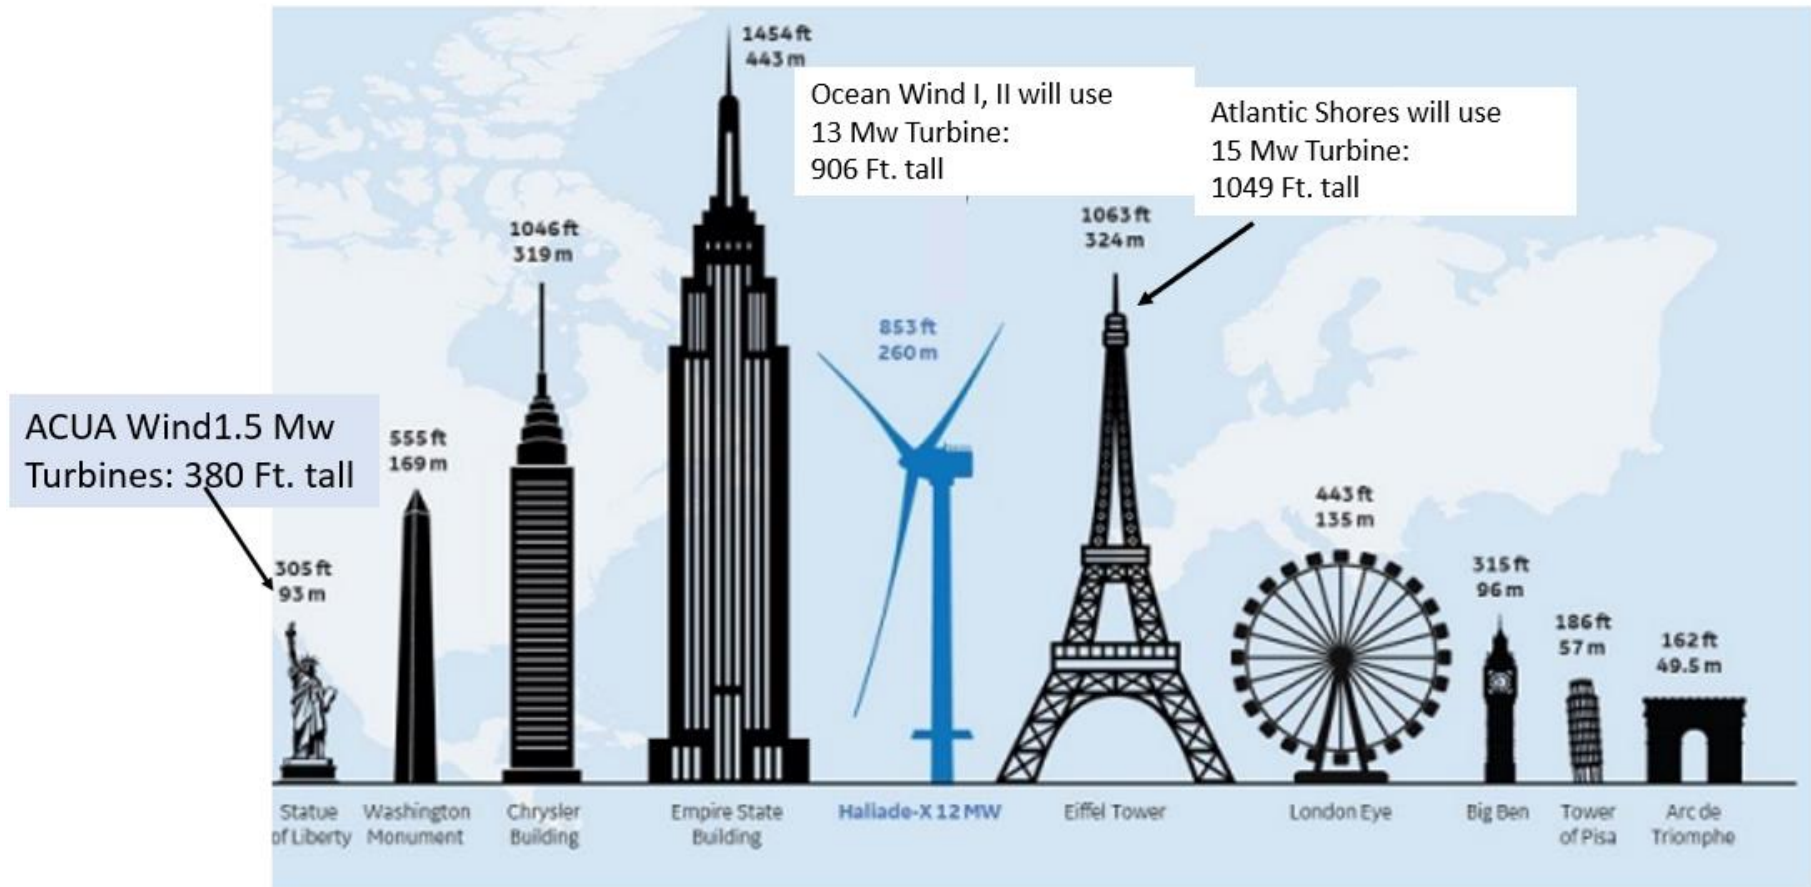 1454 ft
443 m
Ocean Wind I, II will use
13 Mw Turbine:
906 Ft. tall
Atlantic Shores will use
15 Mw Turbine:
1049 Ft. tall
1046 ft
319 m
1063 ft
324 m
853 ft
260 m
ACUA Wind1.5 Mw
Turbines: 380 Ft. tall
555 ft
169 m
443 ft
135 m
305 ft
93 m
315 ft
96 m
186 ft
57 m
162 ft
49.5 m
Statue
of Liberty
Washington
Monument
Chrysler
Building
Empire State
Building
Haliade-X 12 MW
Eiffel Tower
London Eye
Big Ben
Tower
of Pisa
Arc de
Triomphe